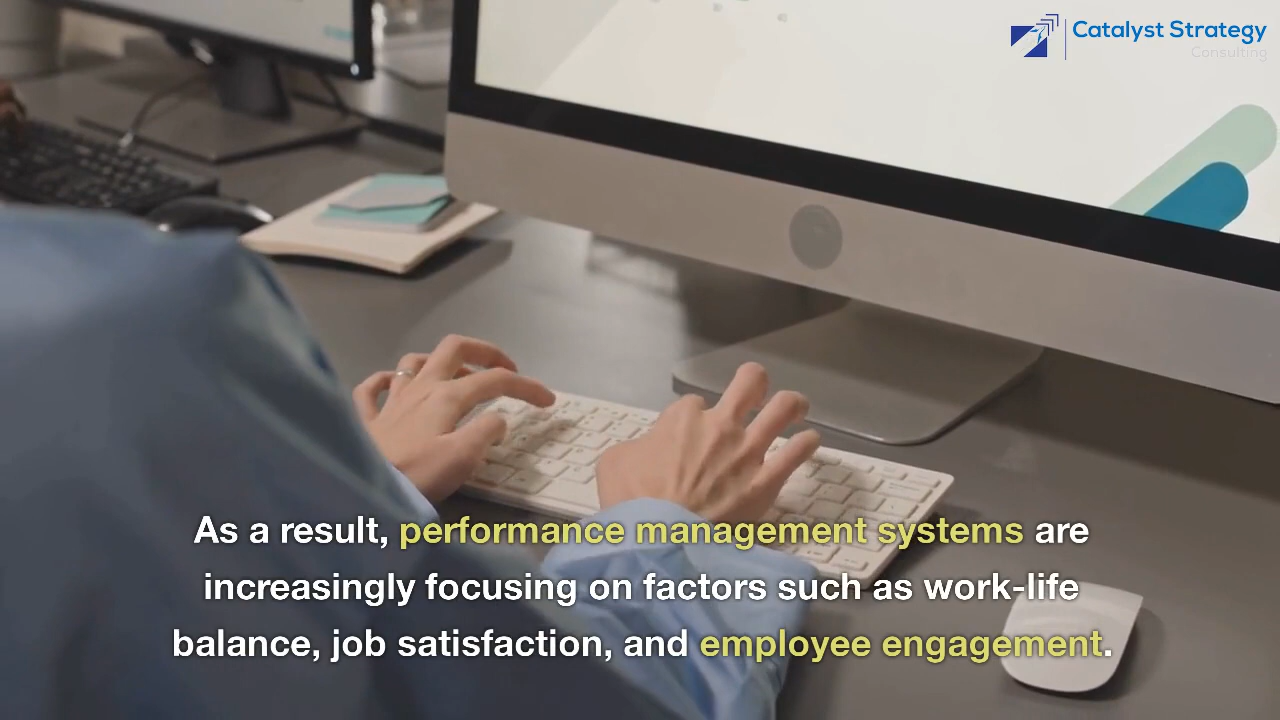 Catalyst Strategy
Consulting
As a result, performance management systems are
increasingly focusing on factors such as work-life
balance, job satisfaction, and employee engagement.